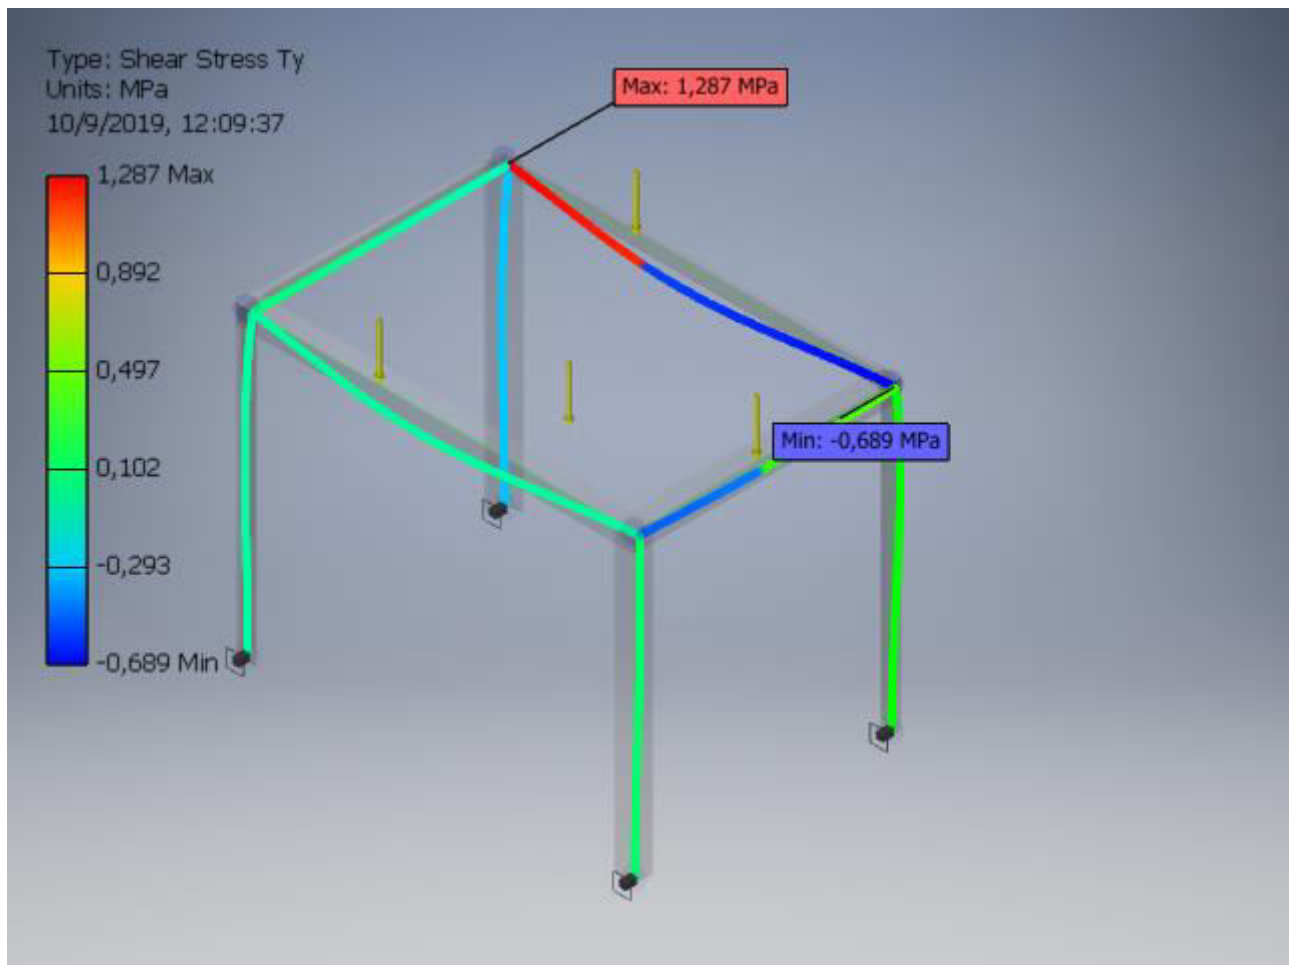 Type: Shear Stress Ty
Units: MPa
10/9/2019, 12:09:37
Max: 1,287 MPa
1,287 Max
0,892
0,497
Min: -0,689 MPa
0,102
-0,293
-0,689 Min